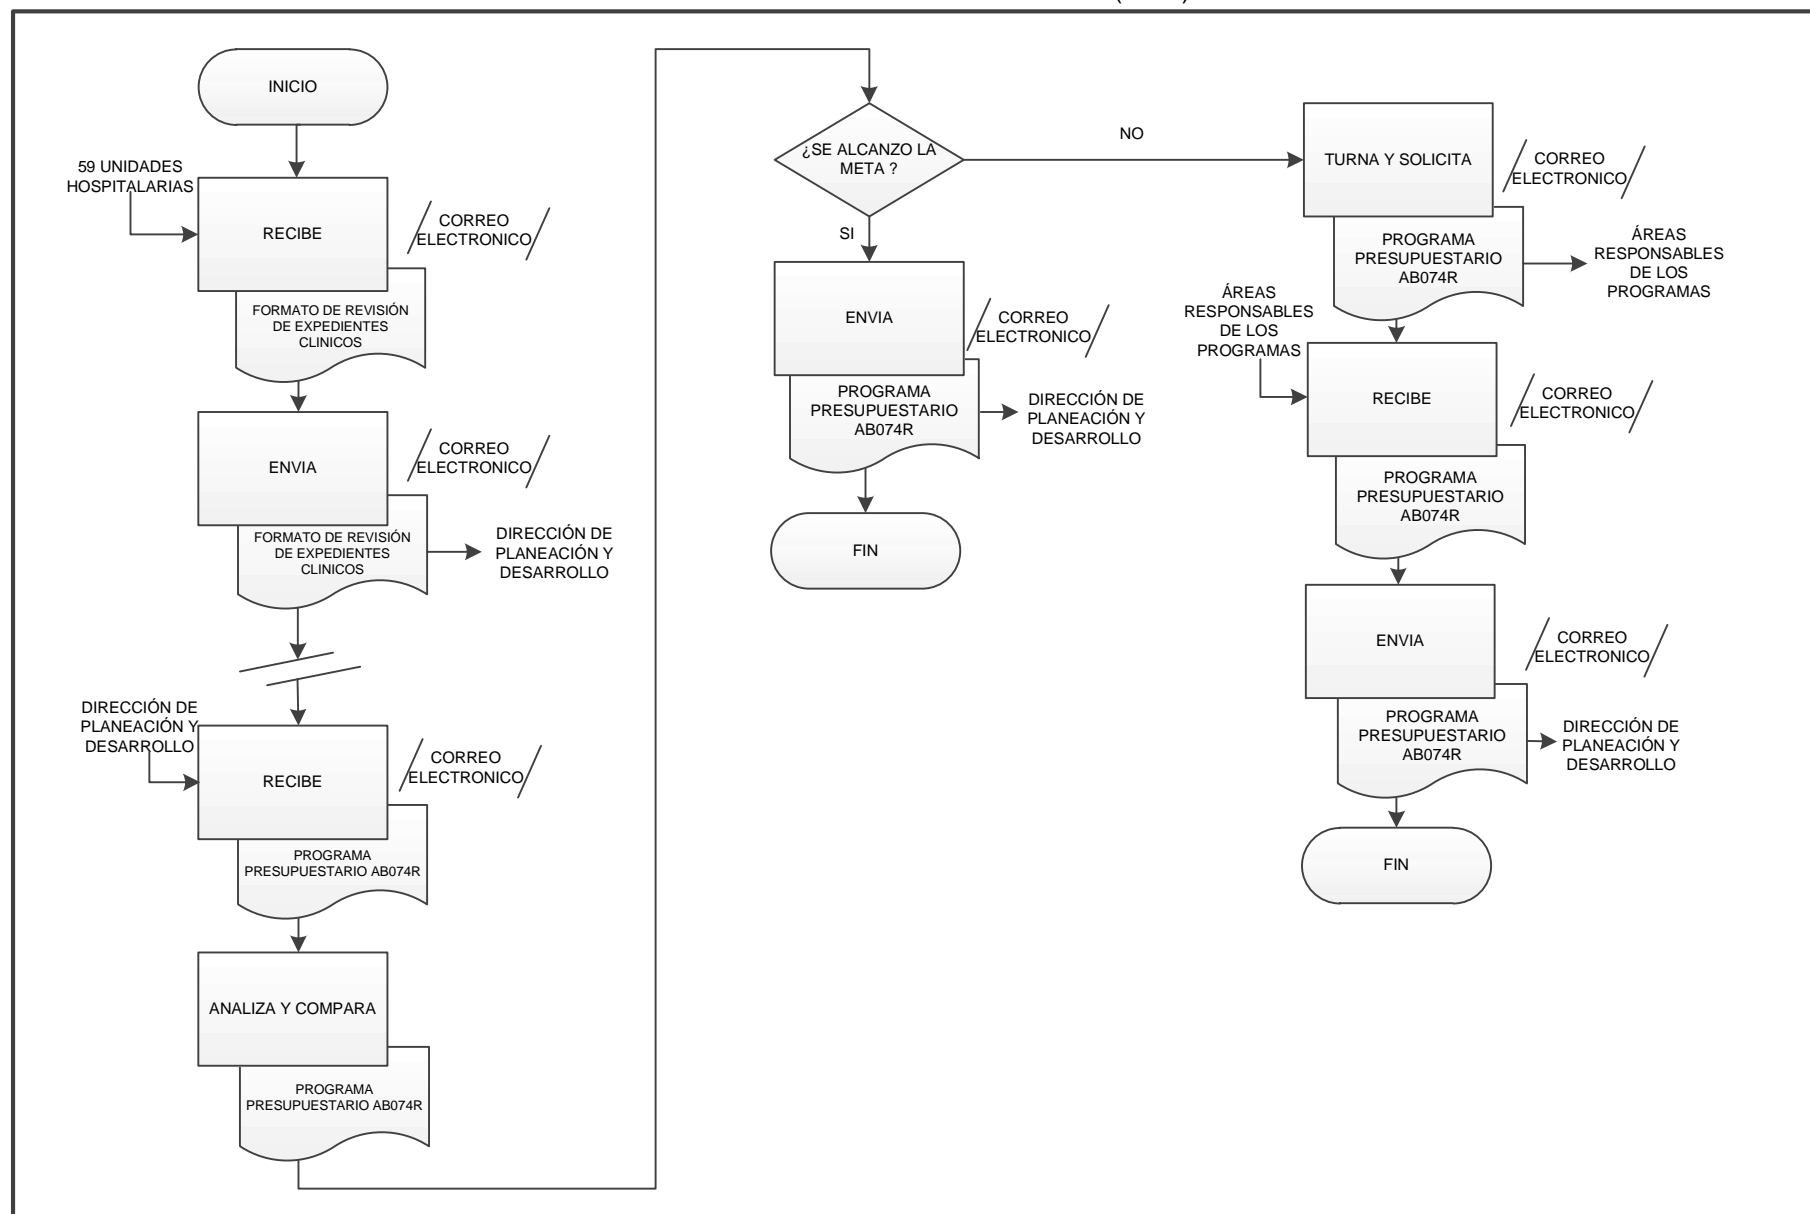 INICIO
59 UNIDADES
HOSPITALARIAS
RECIBE
CORREO
ELECTRONICO
FORMATO DE REVISIÓN
DE EXPEDIENTES
CLINICOS
ENVIA
CORREO
ELECTRONICO
FORMATO DE REVISIÓN
DE EXPEDIENTES
CLINICOS
DIRECCIÓN DE
PLANEACIÓN Y
DESARROLLO
DIRECCIÓN DE
PLANEACIÓN Y
DESARROLLO
RECIBE
CORREO
ELECTRONICO
PROGRAMA
PRESUPUESTARIO AB074R
ANALIZA Y COMPARA
PROGRAMA
PRESUPUESTARIO AB074R
¿SE ALCANZO LA
META ?
NO
SI
ENVIA
CORREO
ELECTRONICO
PROGRAMA
PRESUPUESTARIO
AB074R
DIRECCIÓN DE
PLANEACIÓN Y
DESARROLLO
FIN
TURNA Y SOLICITA
CORREO
ELECTRONICO
PROGRAMA
PRESUPUESTARIO
AB074R
ÁREAS
RESPONSABLES
DE LOS
PROGRAMAS
ÁREAS
RESPONSABLES
DE LOS
PROGRAMAS
RECIBE
CORREO
ELECTRONICO
PROGRAMA
PRESUPUESTARIO
AB074R
ENVIA
CORREO
ELECTRONICO
PROGRAMA
PRESUPUESTARIO
AB074R
DIRECCIÓN DE
PLANEACIÓN Y
DESARROLLO
FIN